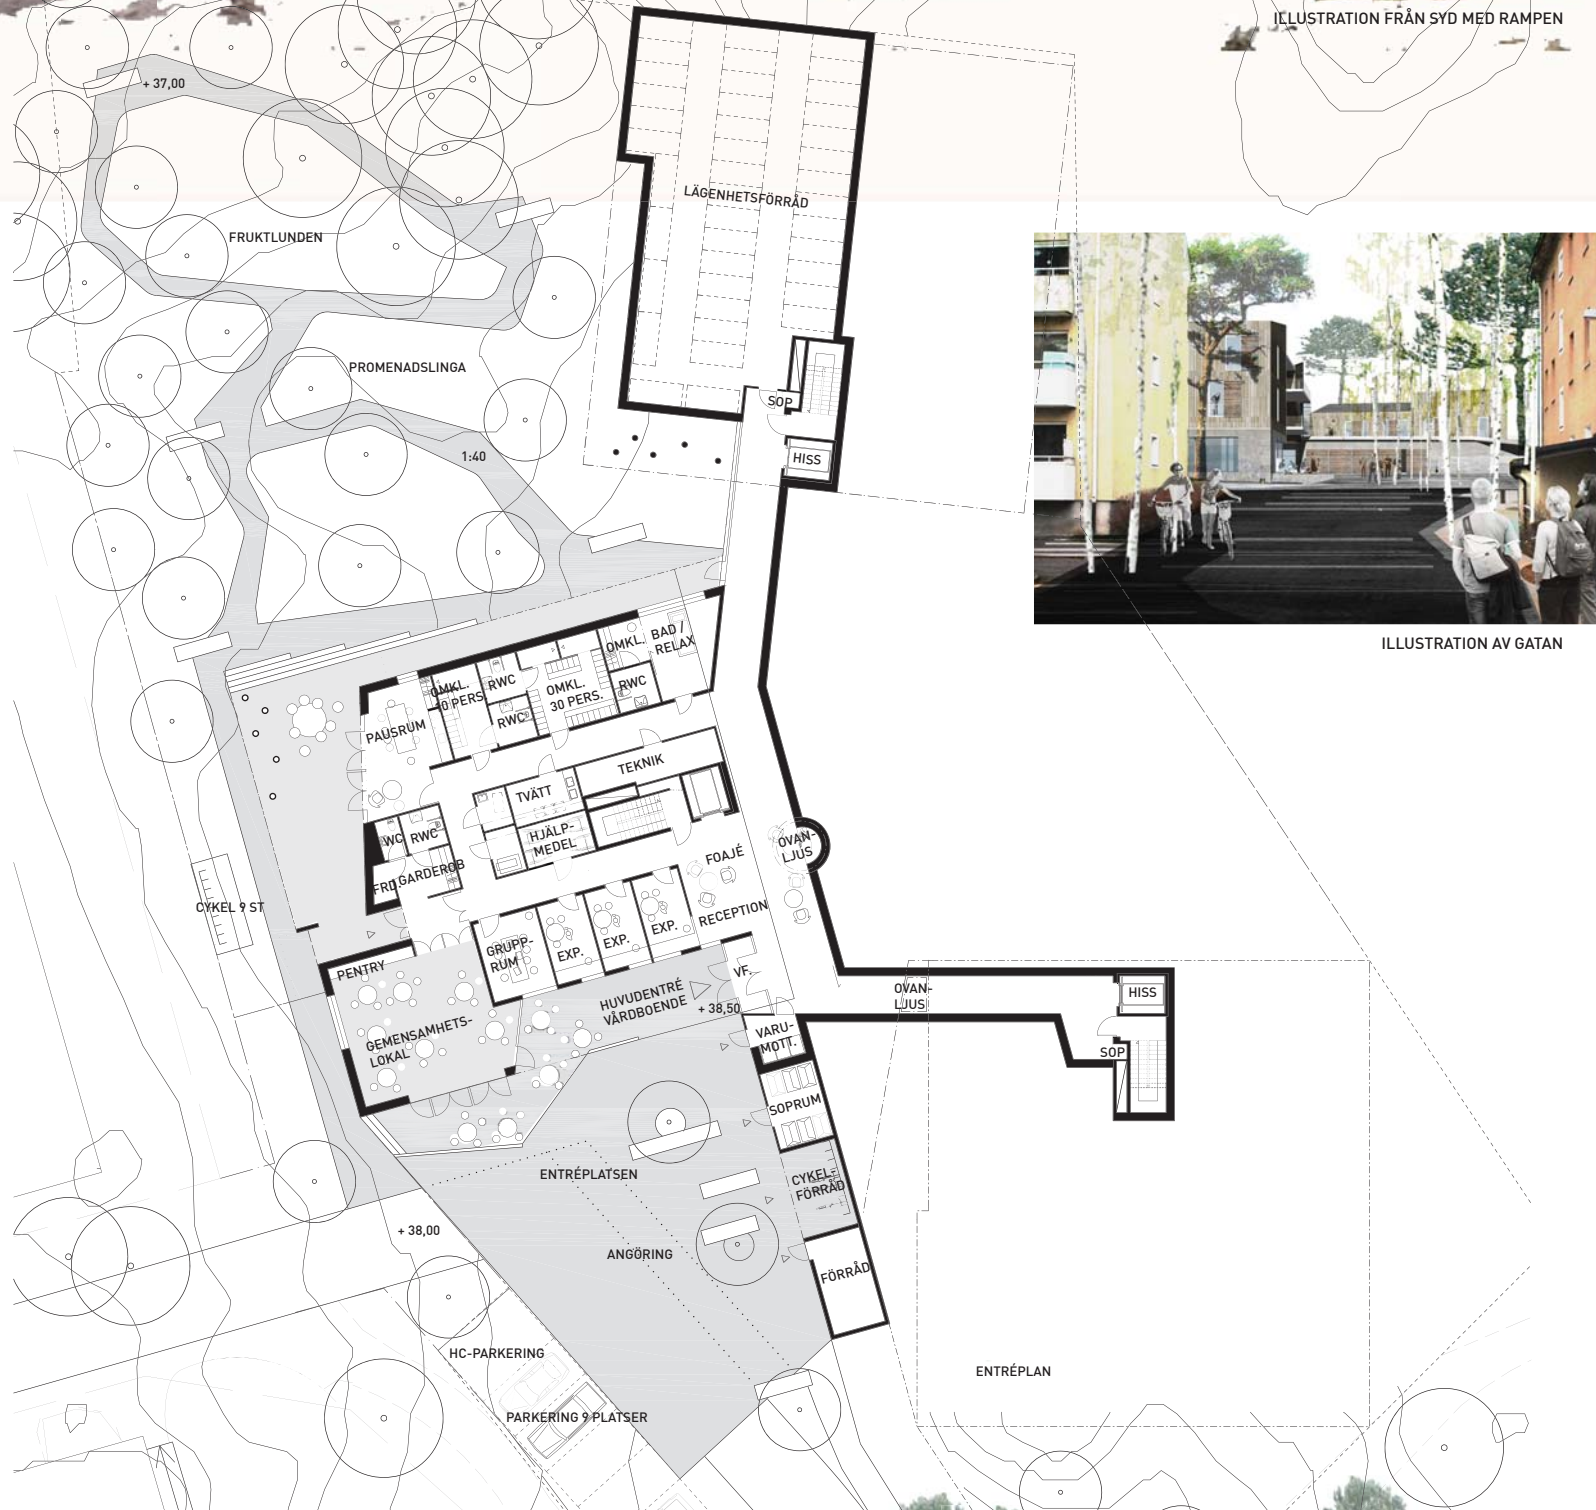 ILLUSTRATION FRÅN SYD MED RAMPEN
+ 37,00
LÄGENHETSFÖRRÅD
FRUKTLUNDEN
PROMENADSLINGA
SOP
1:40
HISS
ILLUSTRATION AV GATAN
OMKL.
BAD /
RELAX
OMKL.
10 PERS.
RWC
OMKL.
30 PERS.
RWC
RWC
PAUSRUM
TEKNIK
TVÄTT
HJÄLP-
MEDEL
WC
RWC
OVAN-
LJUS
FOAJÉ
FRD.
GARDEROB
CYKEL 9 ST
RECEPTION
EXP.
EXP.
EXP.
GRUPP-
RUM
PENTRY
VF.
HUVUDENTRÉ
VÅRDBOENDE
+ 38,50
OVAN-
LJUS
HISS
GEMENSAMHETS-
LOKAL
VARU-
MOTT.
SOP
SOPRUM
ENTRÉPLATSEN
CYKEL-
FÖRRÅD
+ 38,00
ANGÖRING
FÖRRÅD
HC-PARKERING
ENTRÉPLAN
PARKERING 9 PLATSER